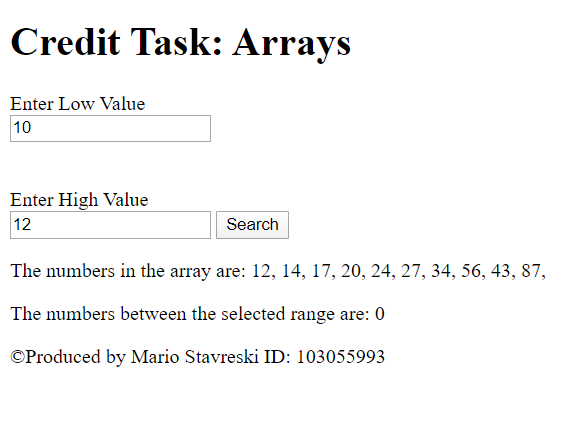 Credit Task: Arrays
Enter Low Value
10
Enter High Value
12 Search
The numbers in the array are: 12, 14, 17, 20, 24, 27, 34, 56, 43, 87,
The numbers between the selected range are: 0
©Produced by Mario Stavreski ID: 103055993